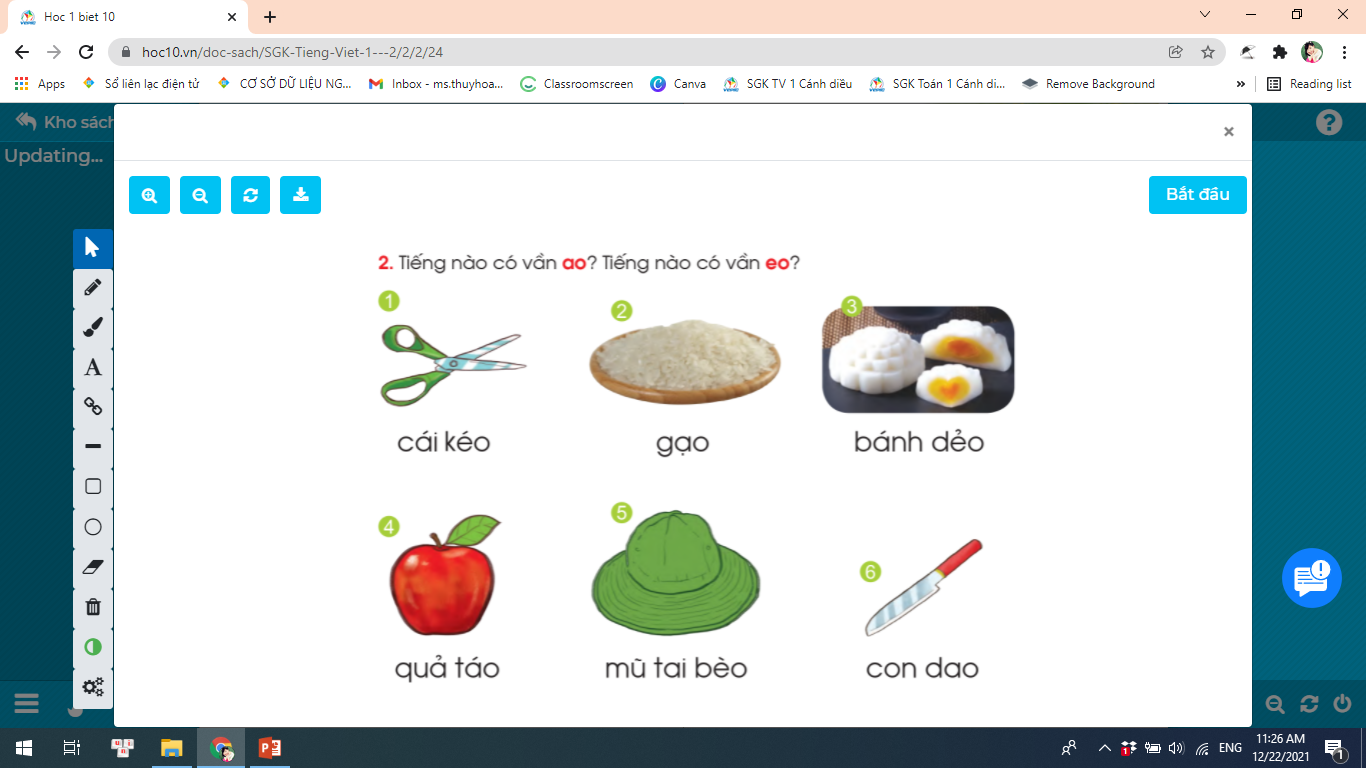 Hoc 1 biet 10
hoc10.vn/doc-sach/SGK-Tieng-Viet-1---2/2/2/24
Apps Sổ liên lạc điện tử CƠ SỞ DỮ LIỆU NG... Inbox - ms.thuyhoa... Classroomscreen Canva SGK TV 1 Cánh diều SGK Toán 1 Cánh di... Remove Background » Reading list
Kho sách
Updating...
Bắt đầu
2. Tiếng nào có vần ao? Tiếng nào có vần eo?
1 2 3
cái kéo gạo bánh dẻo
4 5 6
quả táo mù tai bèo con dao
ENG
11:26 AM
12/22/2021
1